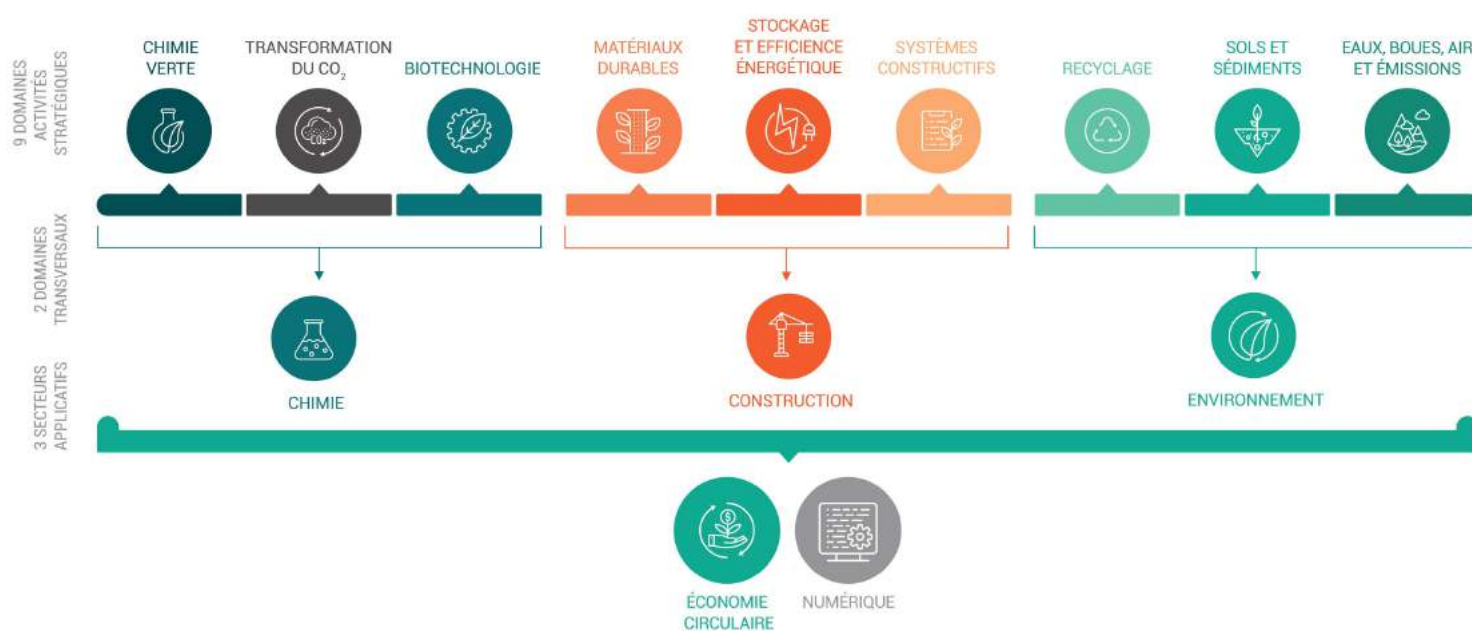 9 DOMAINES
ACTIVITÉS
STRATÉGIQUES
CHIMIE
VERTE
TRANSFORMATION
DU CO₂
BIOTECHNOLOGIE
MATÉRIAUX
DURABLES
STOCKAGE
ET EFFICIENCE
ÉNERGÉTIQUE
SYSTÈMES
CONSTRUCTIFS
RECYCLAGE
SOLS ET
SÉDIMENTS
EAUX, BOUES, AIR
ET ÉMISSIONS
CO₂
2 DOMAINES
TRANSVERSAUX
CHIMIE
CONSTRUCTION
ENVIRONNEMENT
3 SECTEURS
APPLICATIFS
$
ÉCONOMIE
CIRCULAIRE
NUMÉRIQUE